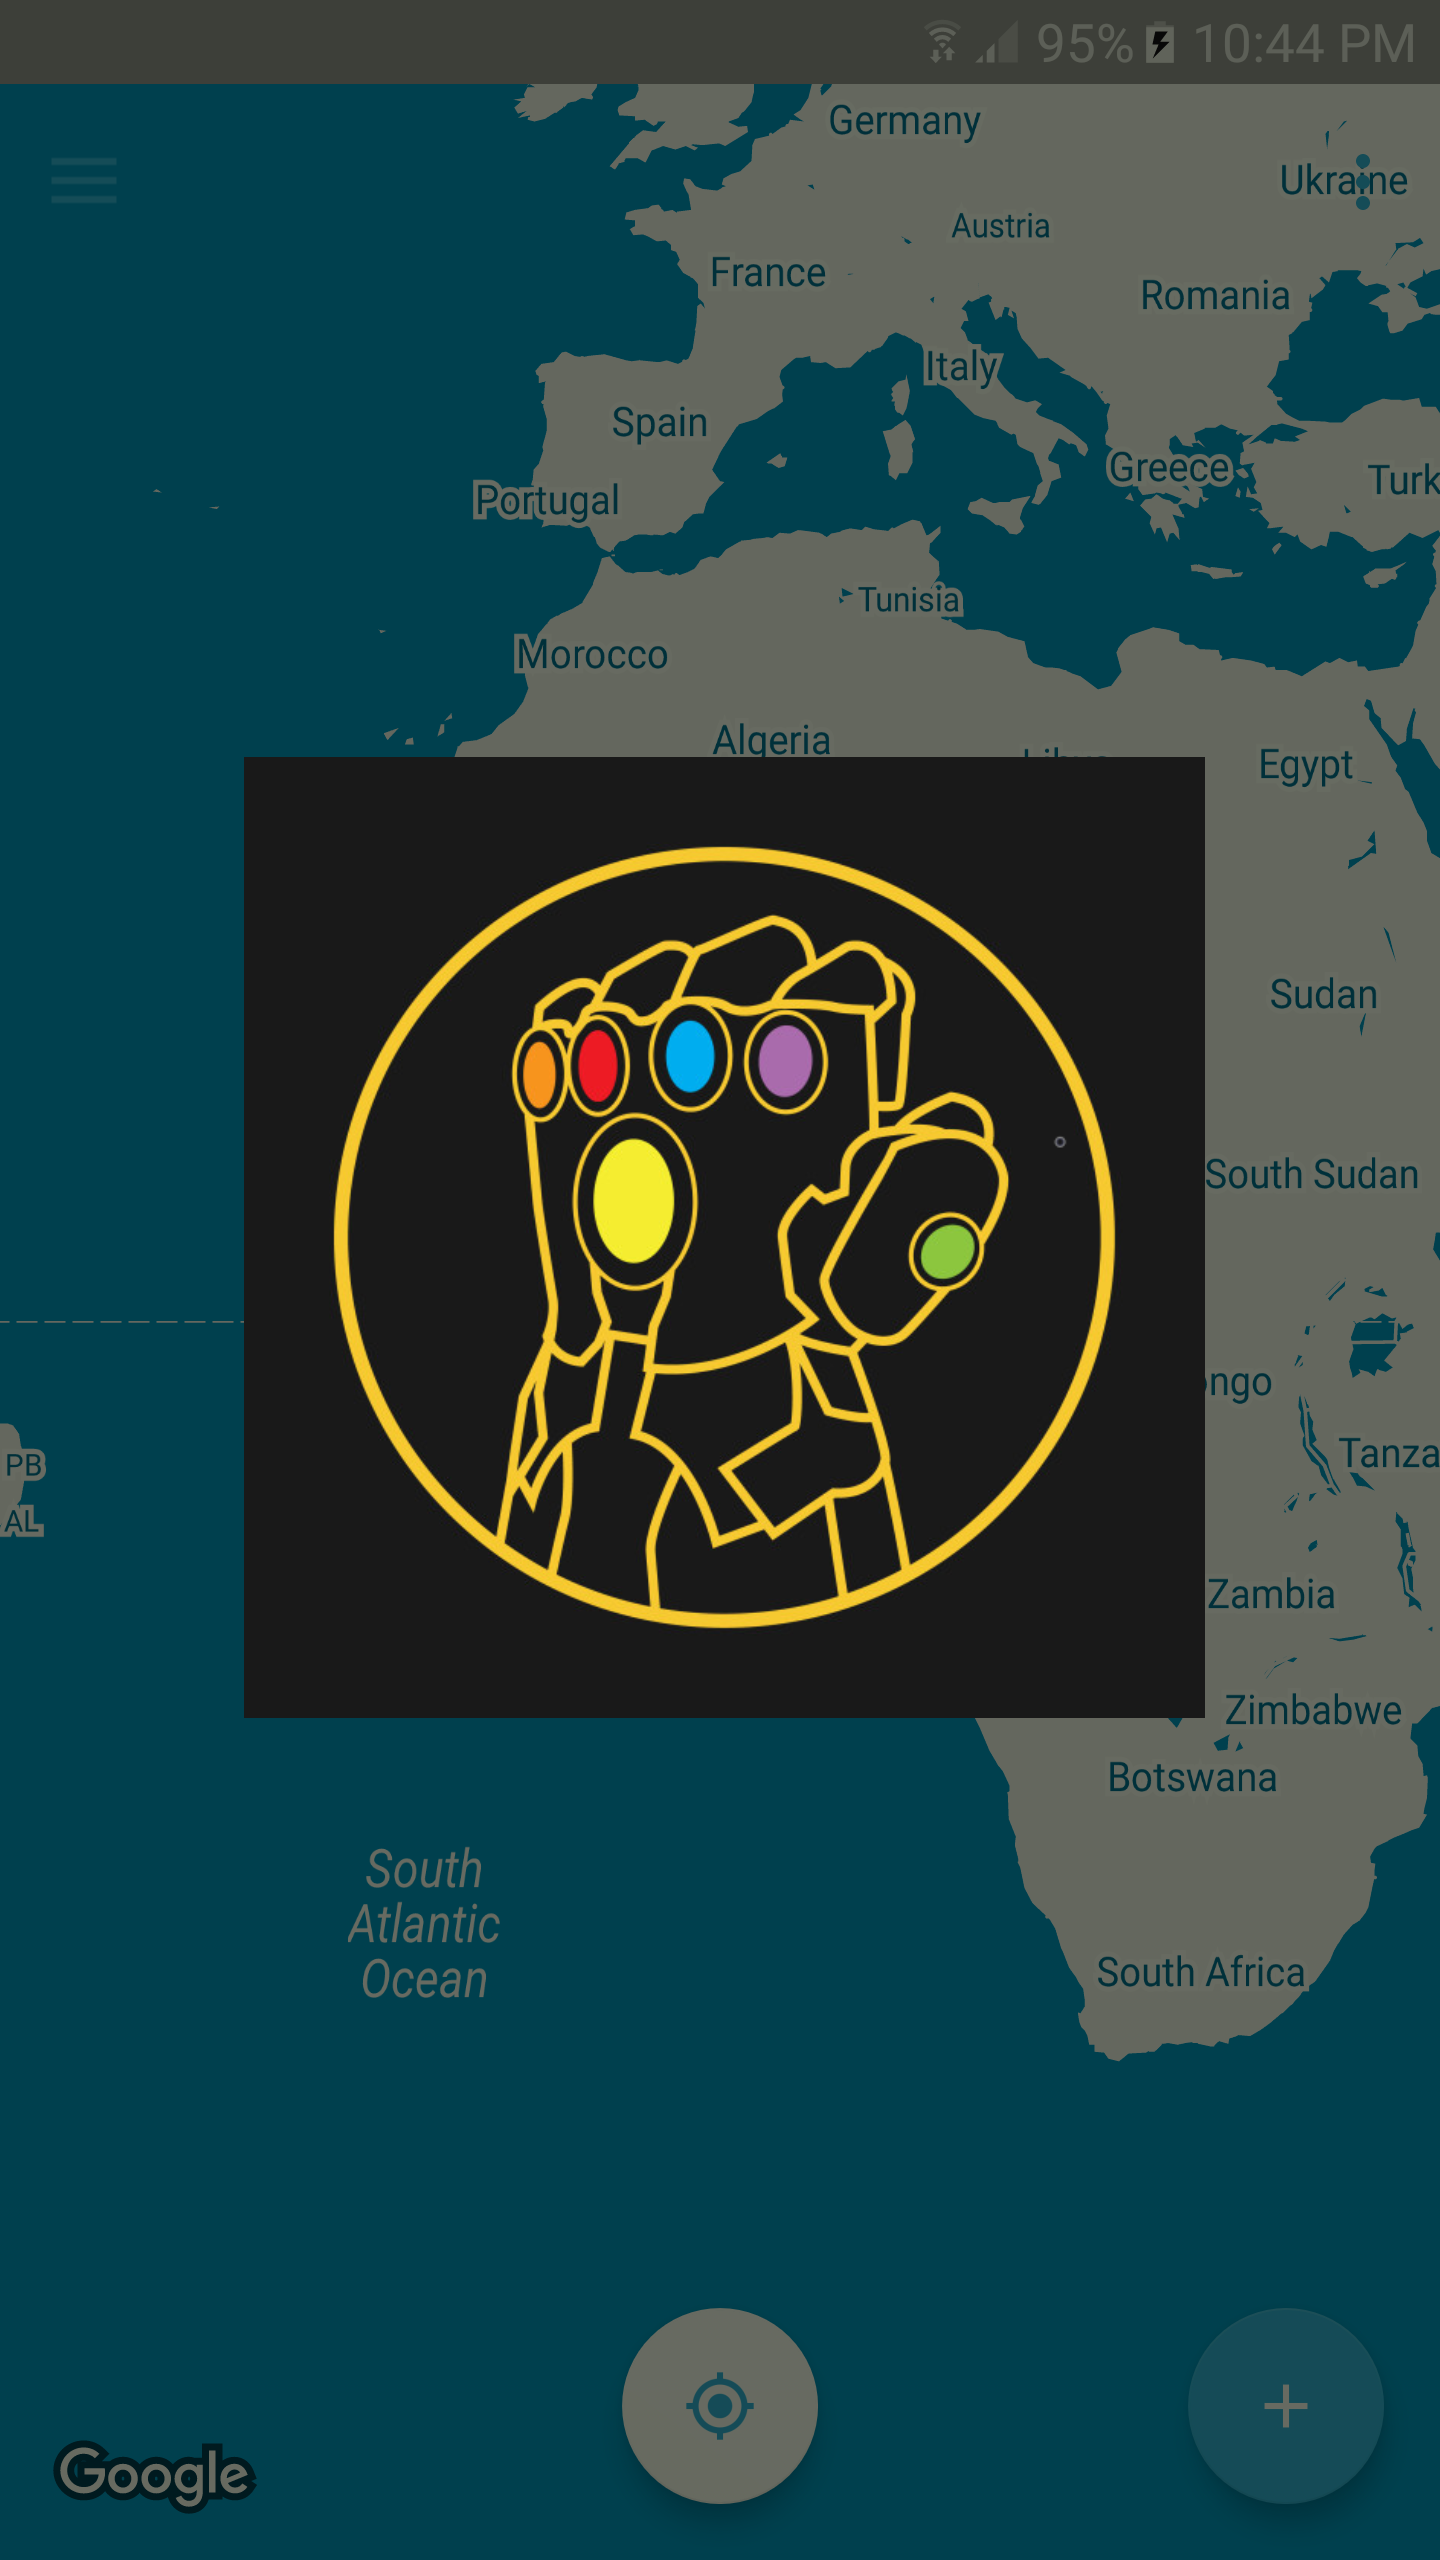 95% 10:44 PM
Germany
Ukraine
Austria
France
Romania
Italy
Spain
Greece
Turk
Portugal
Tunisia
Morocco
Algeria
Egypt
Sudan
South Sudan
ongo
Tanza
PB
AL
Zambia
Zimbabwe
Botswana
South
Atlantic
Ocean
South Africa
Google